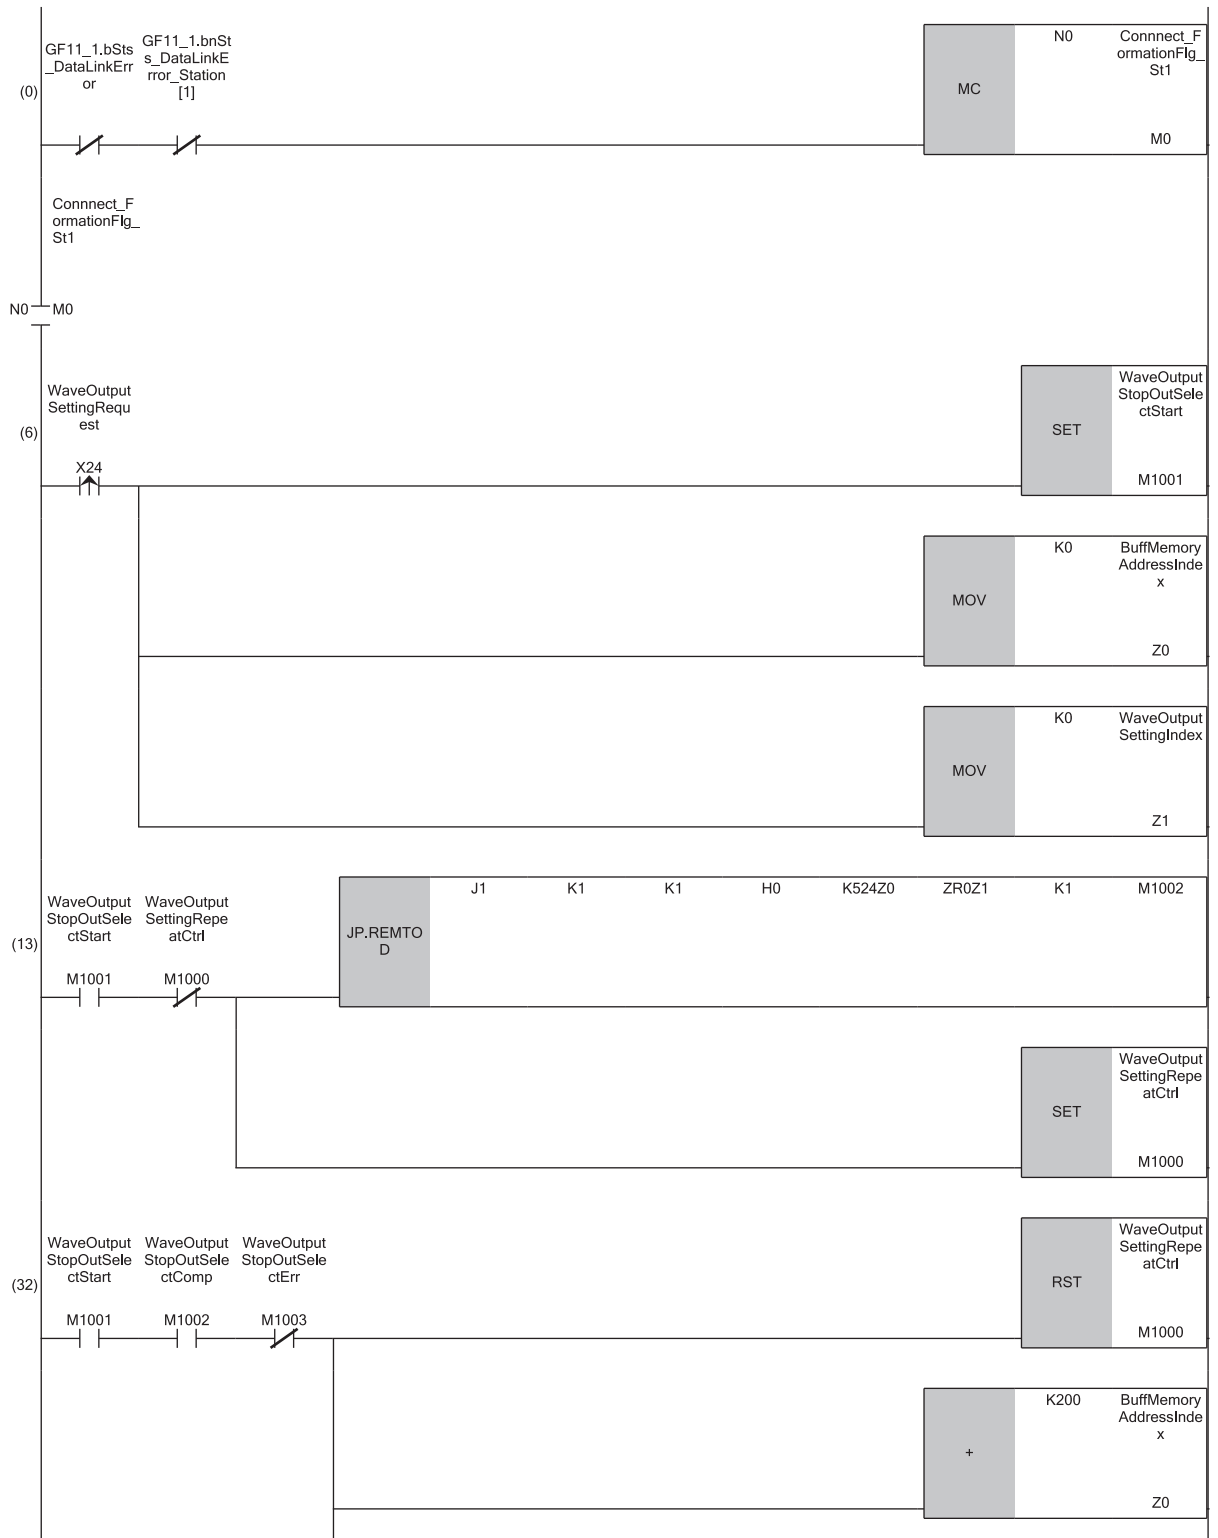 GF11_1.bSts
_DataLinkErr
or
GF11_1.bnSt
s_DataLinkE
rror_Station
[1]
(0)
MC
N0
Connnect_F
ormationFlg_
St1
M0
Connnect_F
ormationFlg_
St1
N0
M0
WaveOutput
SettingRequ
est
(6)
X24
SET
WaveOutput
StopOutSele
ctStart
M1001
MOV
K0
BuffMemory
AddressInde
x
Z0
MOV
K0
WaveOutput
SettingIndex
Z1
WaveOutput
StopOutSele
ctStart
WaveOutput
SettingRepe
atCtrl
(13)
M1001
M1000
JP.REMTO
D
J1
K1
K1
H0
K524Z0
ZR0Z1
K1
M1002
SET
WaveOutput
SettingRepe
atCtrl
M1000
WaveOutput
StopOutSele
ctStart
WaveOutput
StopOutSele
ctComp
WaveOutput
StopOutSele
ctErr
(32)
M1001
M1002
M1003
RST
WaveOutput
SettingRepe
atCtrl
M1000
+
K200
BuffMemory
AddressInde
x
Z0